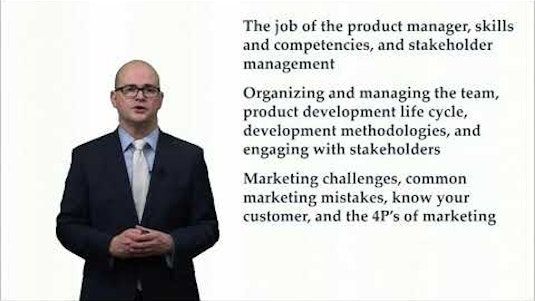 The job of the product manager, skills
and competencies, and stakeholder
management
Organizing and managing the team,
product development life cycle,
development methodologies, and
engaging with stakeholders
Marketing challenges, common
marketing mistakes, know your
customer, and the 4P's of marketing